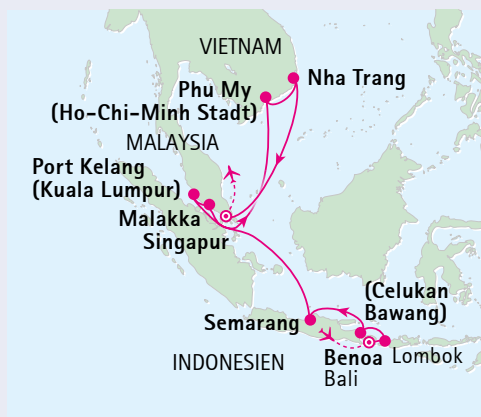 VIETNAM
Nha Trang
Phu My
(Ho-Chi-Minh Stadt)
MALAYSIA
Port Kelang
(Kuala Lumpur)
Malakka
Singapur
(Celukan
Bawang)
Semarang
Benoa
Lombok
Bali
INDONESIEN